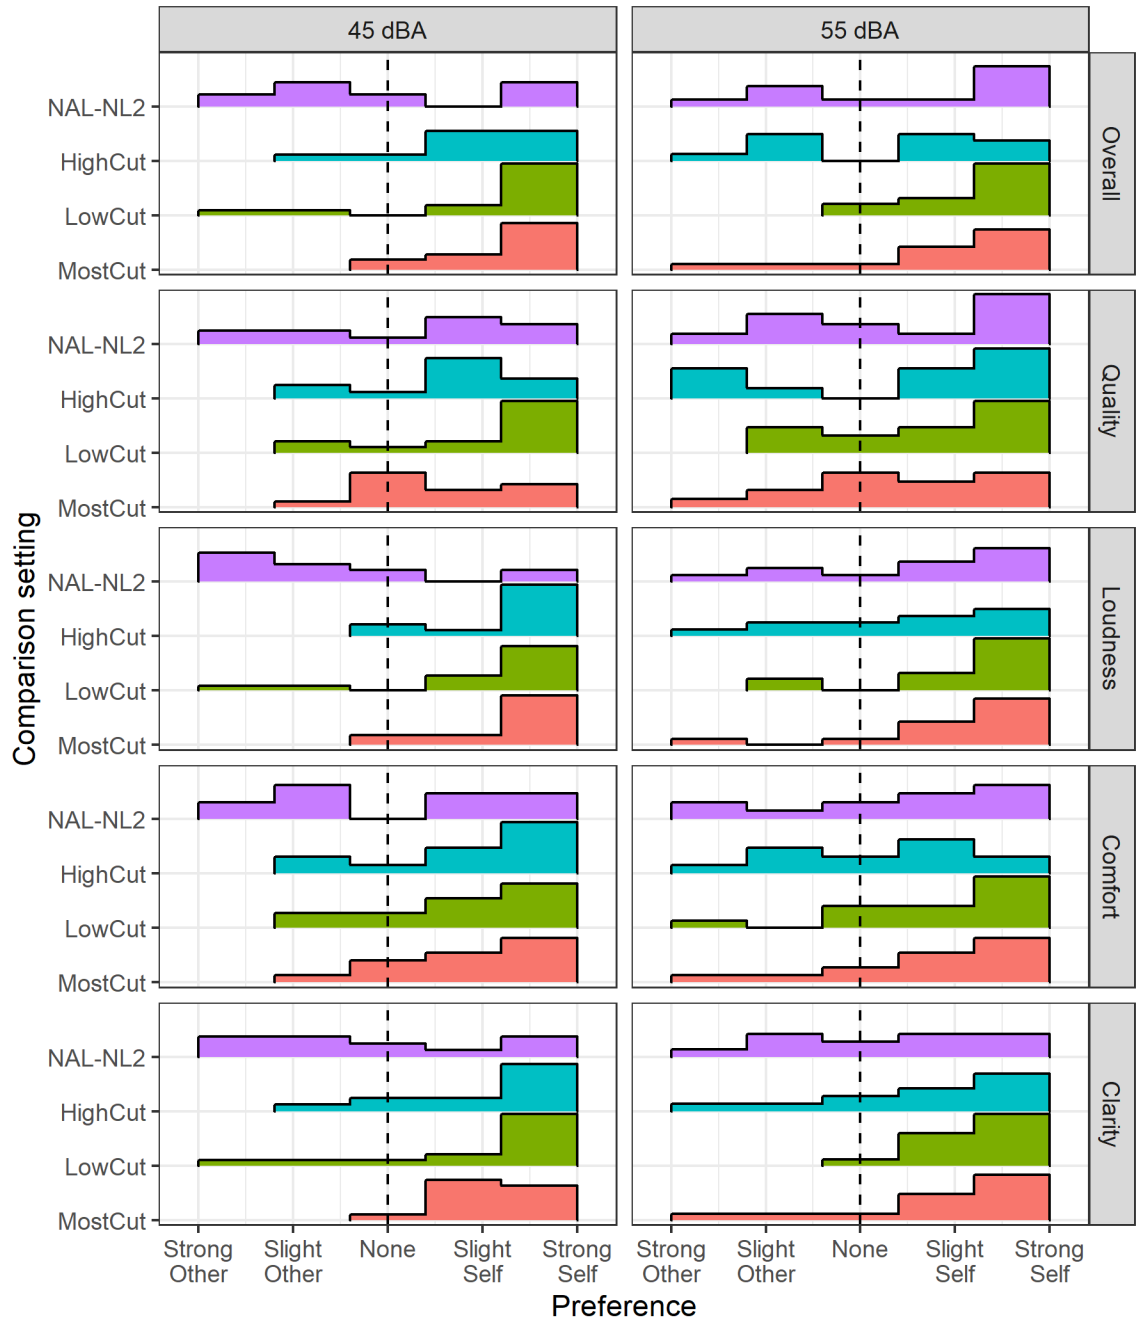 45 dBA
55 dBA
NAL-NL2
HighCut
LowCut
MostCut
Overall
NAL-NL2
HighCut
LowCut
MostCut
Quality
NAL-NL2
HighCut
LowCut
MostCut
Loudness
NAL-NL2
HighCut
LowCut
MostCut
Comfort
NAL-NL2
HighCut
LowCut
MostCut
Clarity
Comparison setting
Strong
Other
Slight
Other
None
Slight
Self
Strong
Self
Strong
Other
Slight
Other
None
Slight
Self
Strong
Self
Preference